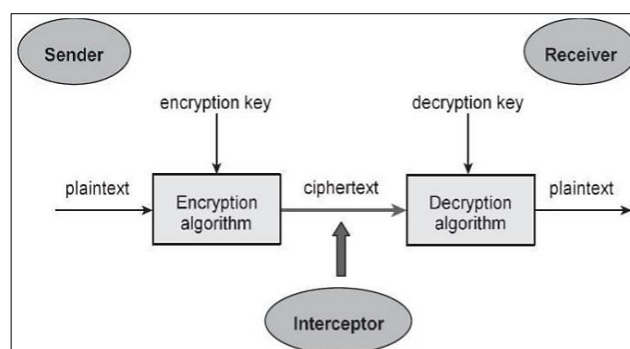 Sender
Receiver
encryption key
decryption key
plaintext
ciphertext
plaintext
Encryption
algorithm
Decryption
algorithm
Interceptor